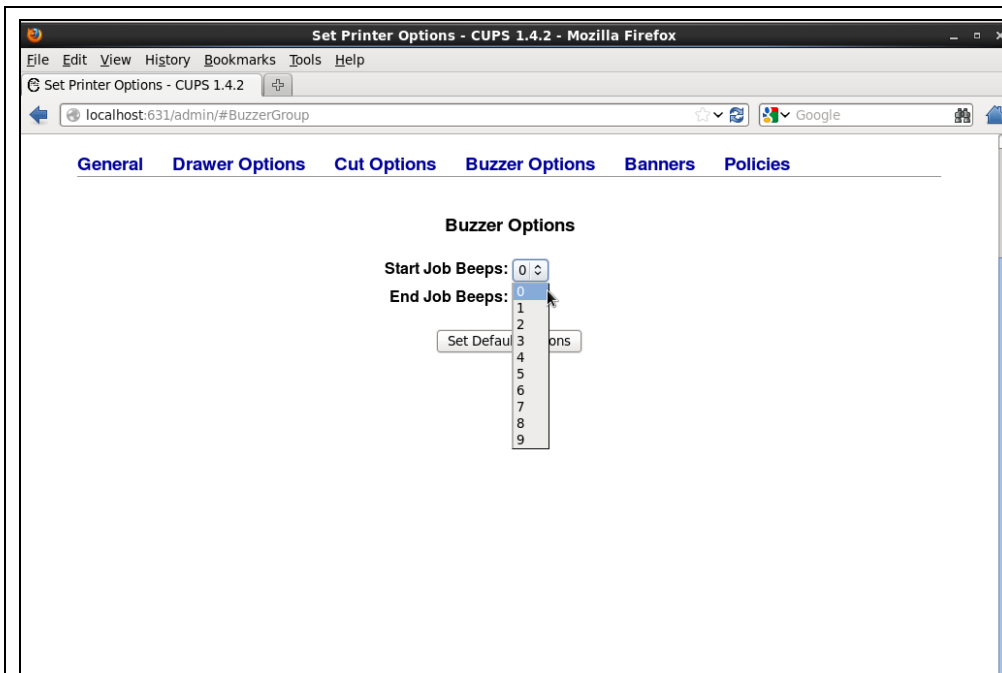 Set Printer Options - CUPS 1.4.2 - Mozilla Firefox
File Edit View History Bookmarks Tools Help
Set Printer Options - CUPS 1.4.2
localhost:631/admin/#BuzzerGroup Google
General Drawer Options Cut Options Buzzer Options Banners Policies
Buzzer Options
Start Job Beeps: 0
End Job Beeps: 0
1
2
Set Defaul 3 ons
4
5
6
7
8
9